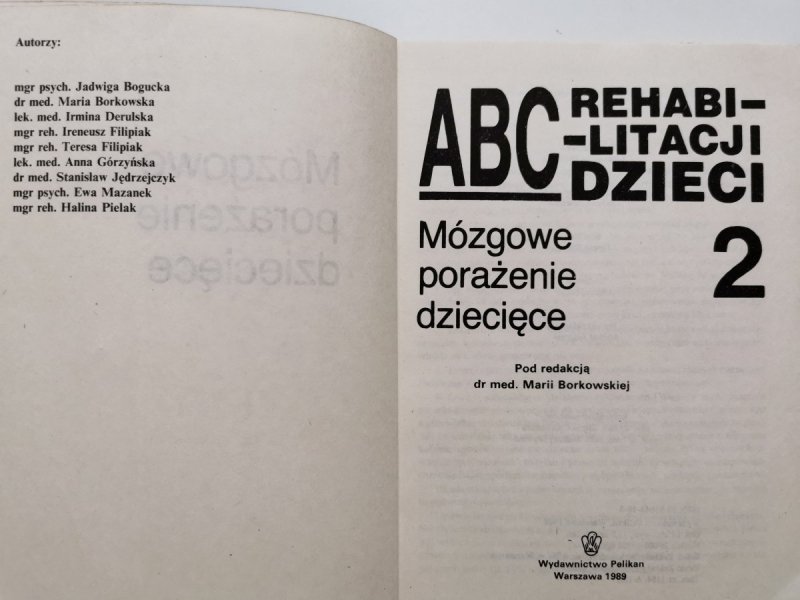 Autorzy:
mgr psych. Jadwiga Bogucka
dr med. Maria Borkowska
lek. med. Irmina Derulska
mgr reh. Ireneusz Filipiak
mgr reh. Teresa Filipiak
lek. med. Anna Górzyńska
dr med. Stanisław Jędrzejczyk
mgr psych. Ewa Mazanek
mgr reh. Halina Pielak
ABC REHABI-
-LITACJI
DZIECI
Mózgowe
porażenie
dziecięce
2
Pod redakcją
dr med. Marii Borkowskiej
Wydawnictwo Pelikan
Warszawa 1989